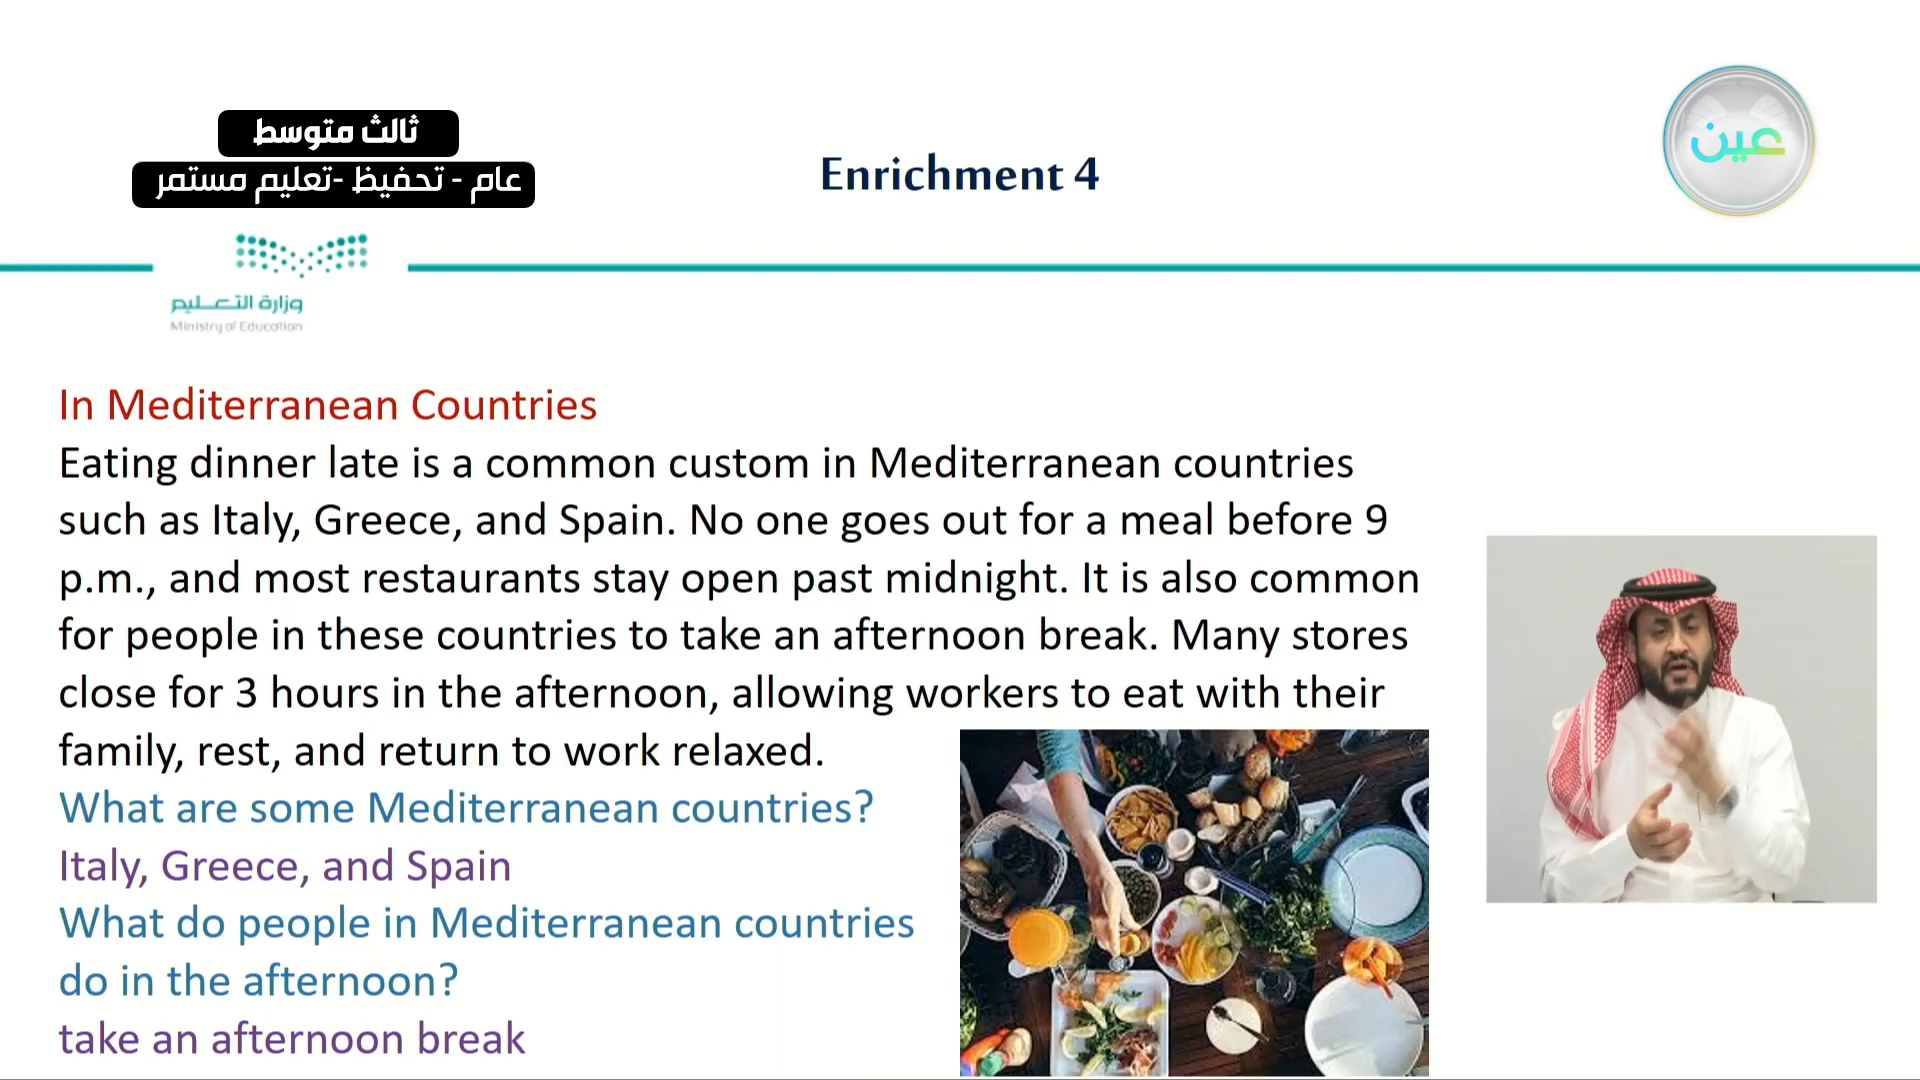 ثالث متوسط
عام - تحفيظ -تعليم مستمر
Enrichment 4
عين
وزارة التعليم
Ministry of Education
In Mediterranean Countries
Eating dinner late is a common custom in Mediterranean countries
such as Italy, Greece, and Spain. No one goes out for a meal before 9
p.m., and most restaurants stay open past midnight. It is also common
for people in these countries to take an afternoon break. Many stores
close for 3 hours in the afternoon, allowing workers to eat with their
family, rest, and return to work relaxed.
What are some Mediterranean countries?
Italy, Greece, and Spain
What do people in Mediterranean countries
do in the afternoon?
take an afternoon break